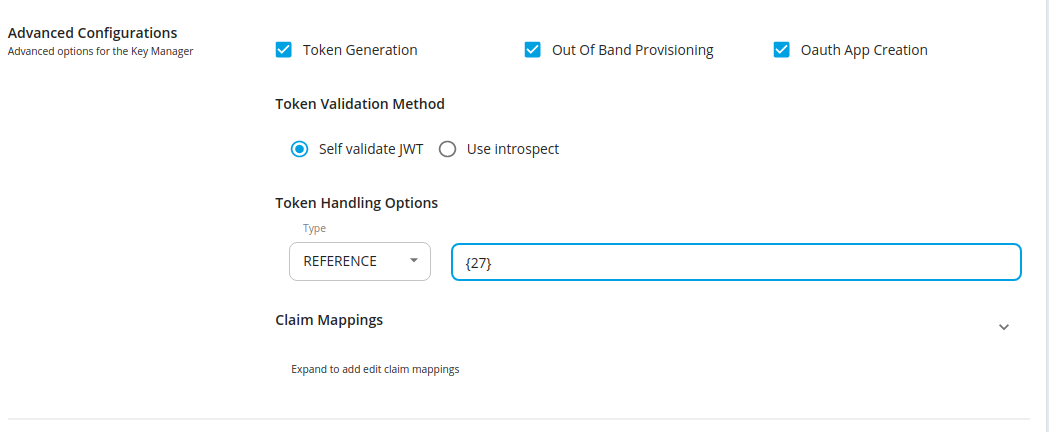 Advanced Configurations
Advanced options for the Key Manager
Token Generation
Out Of Band Provisioning
Oauth App Creation
Token Validation Method
Self validate JWT
Use introspect
Token Handling Options
Type
REFERENCE
{27}
Claim Mappings
Expand to add edit claim mappings